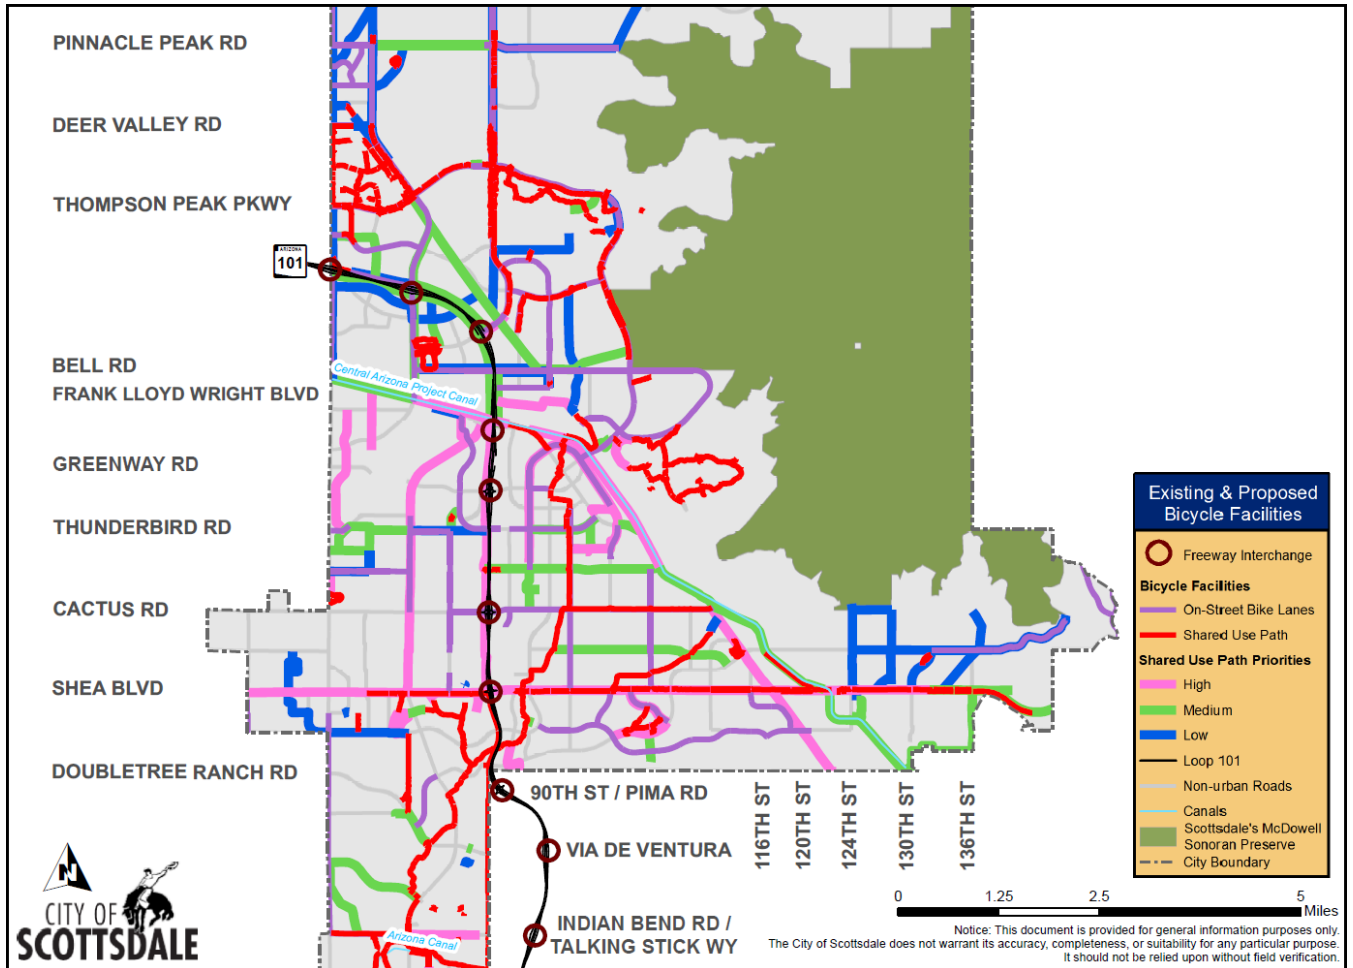 PINNACLE PEAK RD
DEER VALLEY RD
THOMPSON PEAK PKWY
ARIZONA
101
BELL RD
FRANK LLOYD WRIGHT BLVD
Central Arizona Project Canal
GREENWAY RD
THUNDERBIRD RD
CACTUS RD
SHEA BLVD
DOUBLETREE RANCH RD
90TH ST / PIMA RD
VIA DE VENTURA
INDIAN BEND RD /
TALKING STICK WY
Arizona Canal
116TH ST
120TH ST
124TH ST
130TH ST
136TH ST
Existing & Proposed
Bicycle Facilities
Freeway Interchange
Bicycle Facilities
On-Street Bike Lanes
Shared Use Path
Shared Use Path Priorities
High
Medium
Low
Loop 101
Non-urban Roads
Canals
Scottsdale's McDowell
Sonoran Preserve
City Boundary
N
CITY OF
SCOTTSDALE
0 1.25 2.5 5
Miles
Notice: This document is provided for general information purposes only.
The City of Scottsdale does not warrant its accuracy, completeness, or suitability for any particular purpose.
It should not be relied upon without field verification.